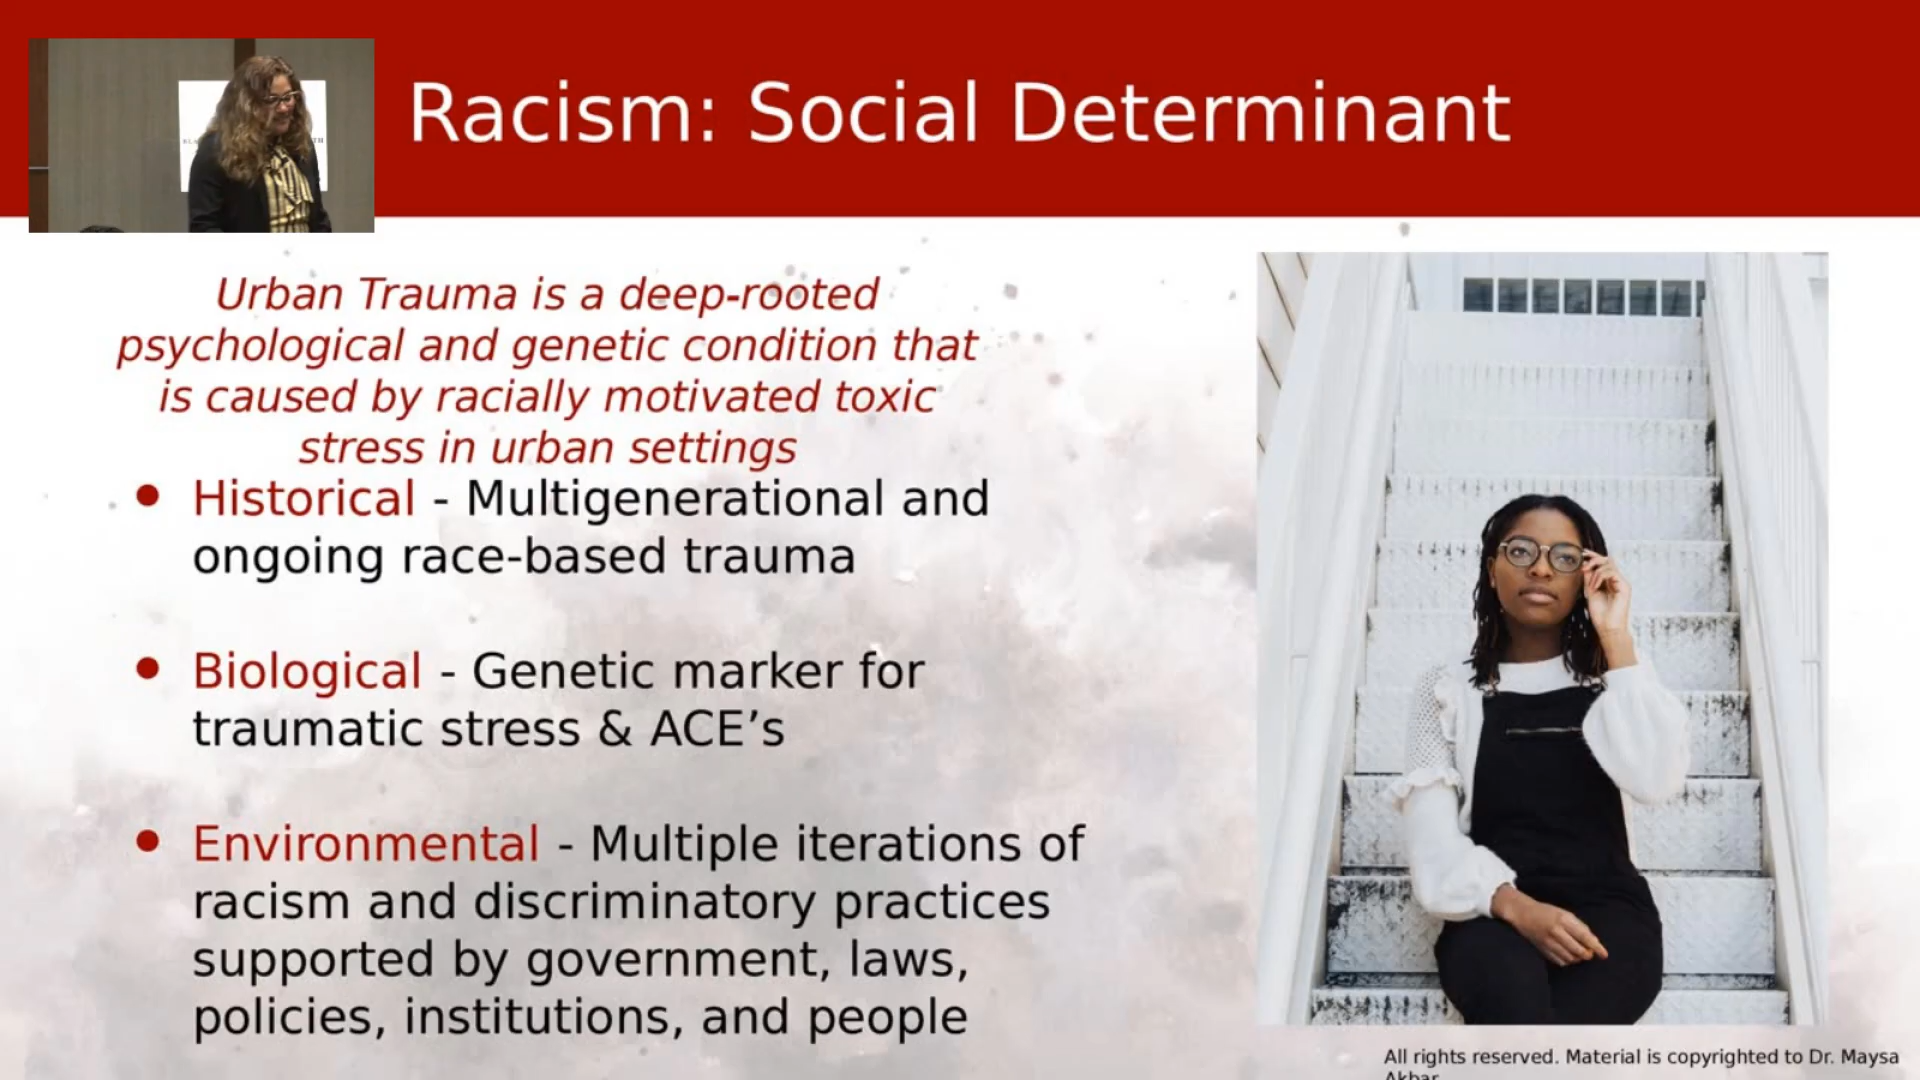 Racism: Social Determinant
Urban Trauma is a deep-rooted
psychological and genetic condition that
is caused by racially motivated toxic
stress in urban settings
• Historical - Multigenerational and
ongoing race-based trauma
• Biological - Genetic marker for
traumatic stress & ACE’s
• Environmental - Multiple iterations of
racism and discriminatory practices
supported by government, laws,
policies, institutions, and people
All rights reserved. Material is copyrighted to Dr. Maysa
Akbar